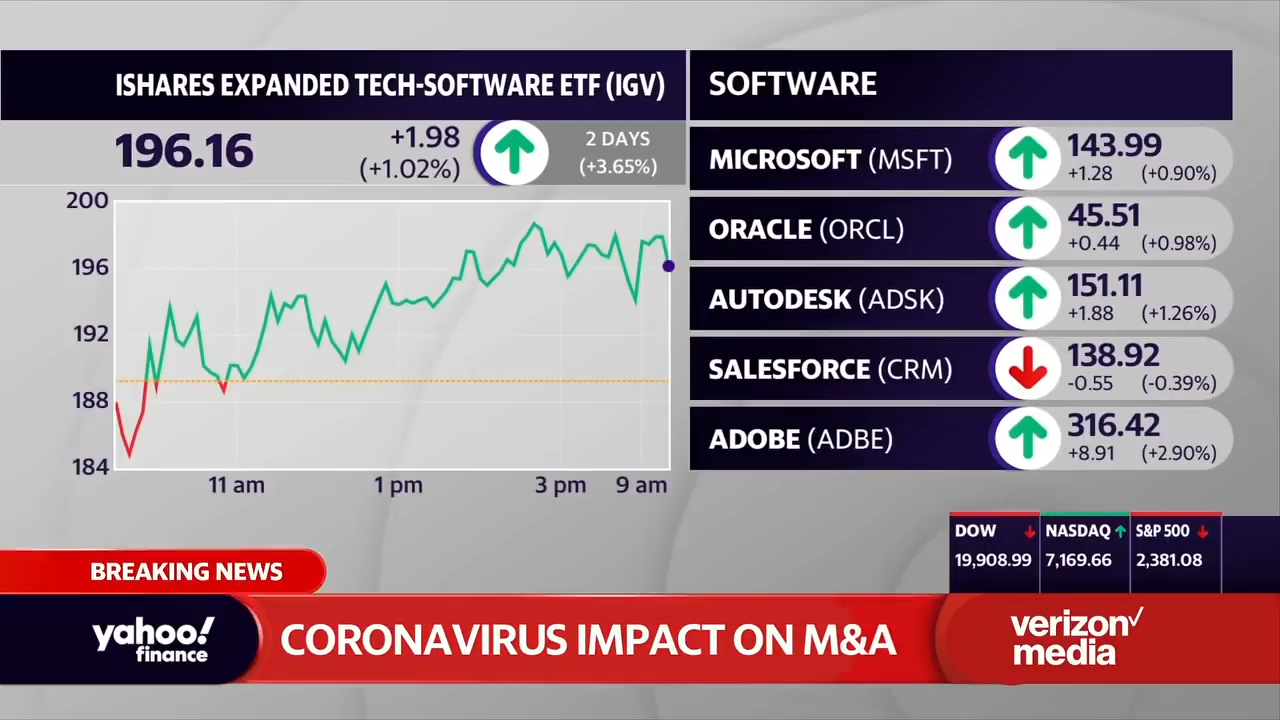 ISHARES EXPANDED TECH-SOFTWARE ETF (IGV)
196.16
+1.98
(+1.02%)
2 DAYS
(+3.65%)
200
196
192
188
184
11 am
1 pm
3 pm
9 am
SOFTWARE
MICROSOFT (MSFT)
143.99
+1.28 (+0.90%)
ORACLE (ORCL)
45.51
+0.44 (+0.98%)
AUTODESK (ADSK)
151.11
+1.88 (+1.26%)
SALESFORCE (CRM)
138.92
-0.55 (-0.39%)
ADOBE (ADBE)
316.42
+8.91 (+2.90%)
DOW
19,908.99
NASDAQ
7,169.66
S&P 500
2,381.08
BREAKING NEWS
yahoo!
finance
CORONAVIRUS IMPACT ON M&A
verizon
media